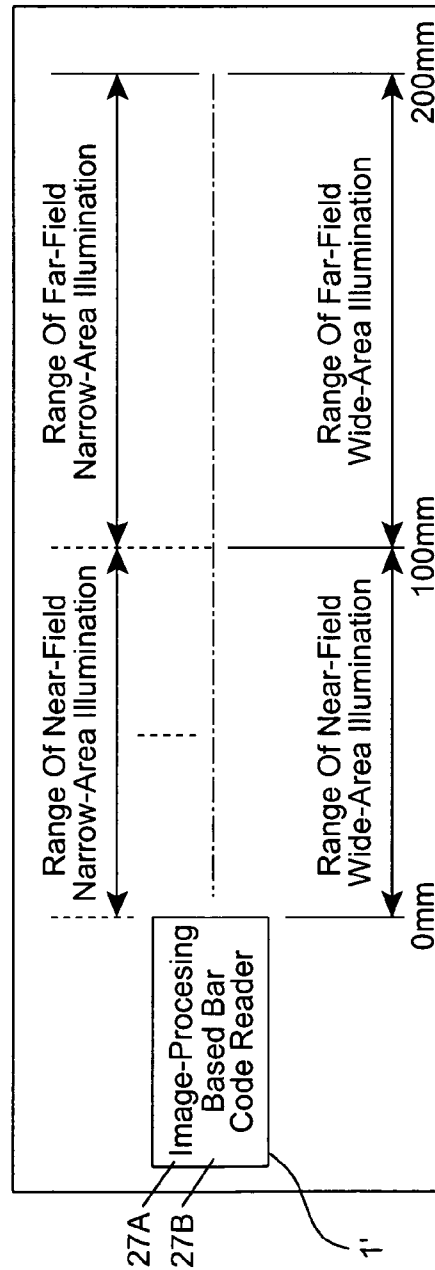 Range Of Near-Field
Narrow-Area Illumination
Range Of Far-Field
Narrow-Area Illumination
27A
27B
Image-Procesing
Based Bar
Code Reader
1'
Range Of Near-Field
Wide-Area Illumination
Range Of Far-Field
Wide-Area Illumination
0mm
100mm
200mm